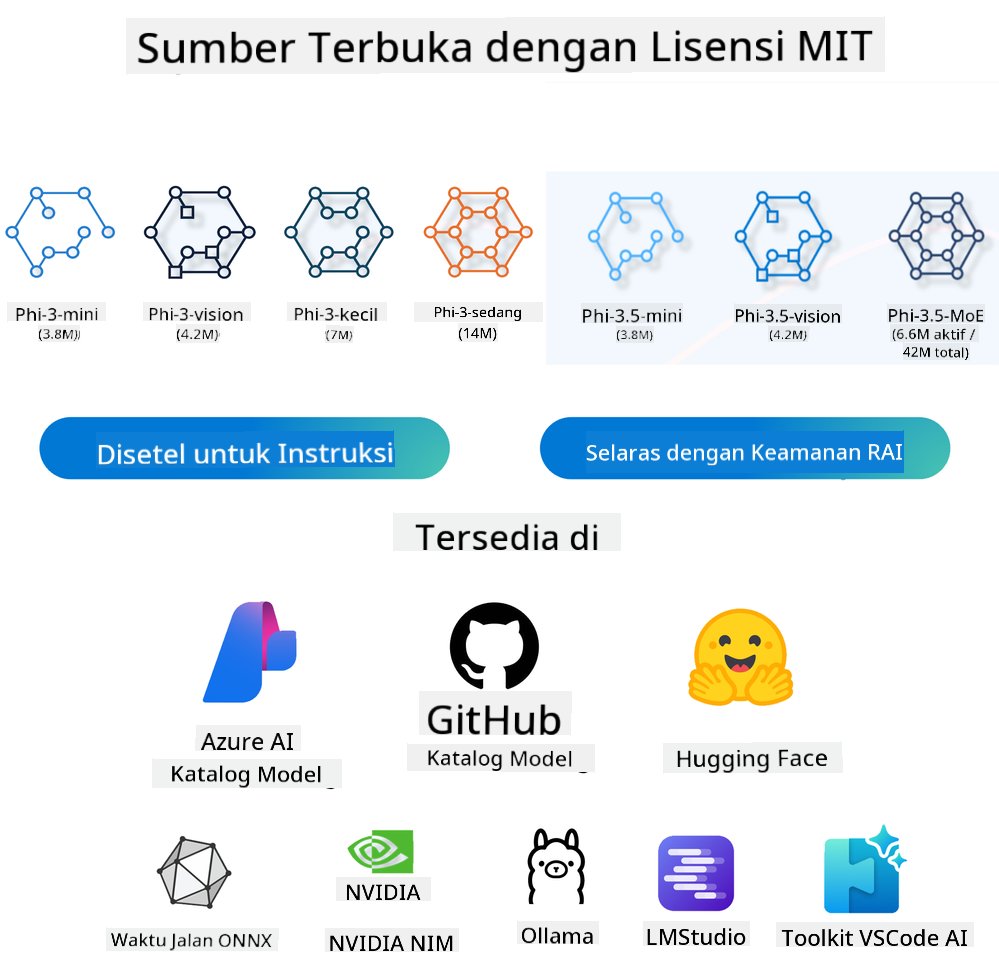 Sumber Terbuka dengan Lisensi MIT
Phi-3-mini
(3.8M))
Phi-3-vision
(4.2M)
Phi-3-kecil
(7M)
Phi-3-sedang
(14M)
Phi-3.5-mini
(3.8M)
Phi-3.5-vision
(4.2M)
Phi-3.5-MoE
(6.6M aktif /
42M total)
Disetel untuk Instruksi
Selaras dengan Keamanan RAI
Tersedia di
Azure AI
Katalog Model
GitHub
Katalog Model
Hugging Face
Waktu Jalan ONNX
NVIDIA
NVIDIA NIM
Ollama
LMStudio
Toolkit VSCode AI